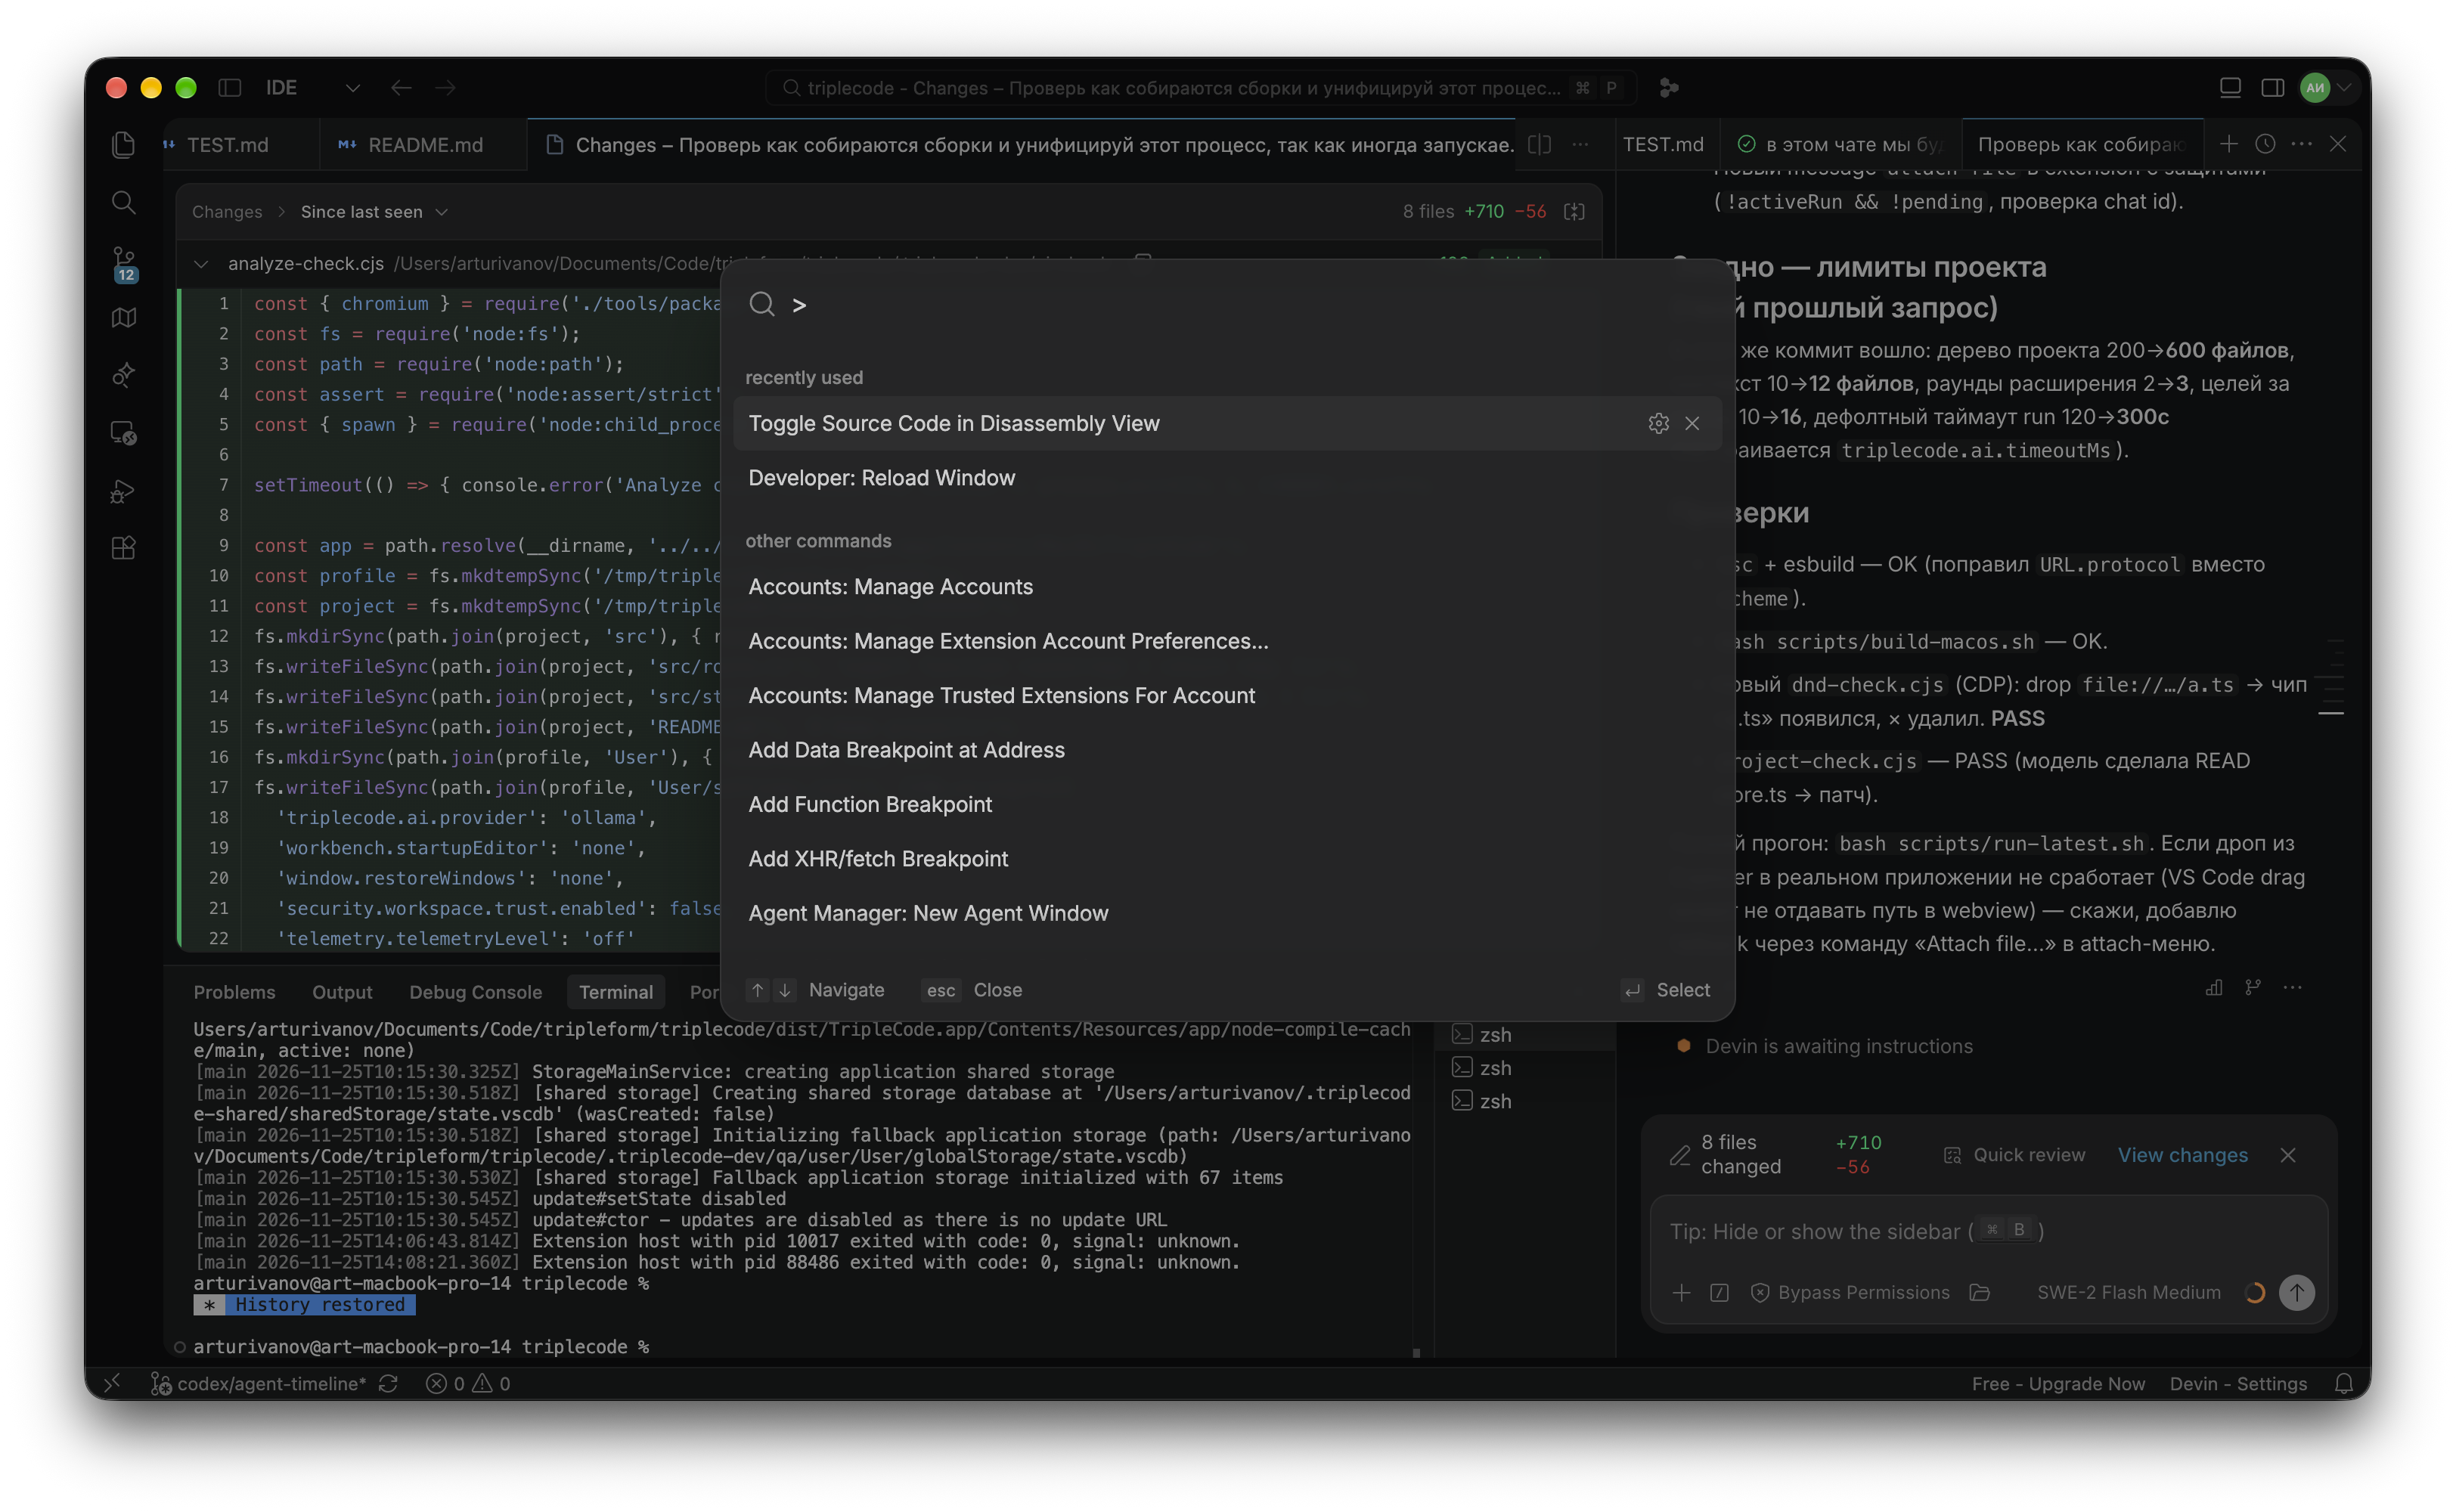 IDE
triplecode - Changes – Проверь как собираются сборки и унифицируй этот процес... ⌘ P
АИ
TEST.md
README.md
Changes – Проверь как собираются сборки и унифицируй этот процесс, так как иногда запускае.
TEST.md
в этом чате мы бу
Проверь как собираю
12
Changes > Since last seen
8 files +710 −56
analyze-check.cjs
1 const { chromium } = require('./tools/packa
2 const fs = require('node:fs');
3 const path = require('node:path');
4 const assert = require('node:assert/strict'
5 const { spawn } = require('node:child_proce
6
7 setTimeout(() => { console.error('Analyze c
8
9 const app = path.resolve(__dirname, '../../
10 const profile = fs.mkdtempSync('/tmp/triple
11 const project = fs.mkdtempSync('/tmp/triple
12 fs.mkdirSync(path.join(project, 'src'), { r
13 fs.writeFileSync(path.join(project, 'src/ro
14 fs.writeFileSync(path.join(project, 'src/st
15 fs.writeFileSync(path.join(project, 'README
16 fs.mkdirSync(path.join(profile, 'User'), {
17 fs.writeFileSync(path.join(profile, 'User/s
18 'triplecode.ai.provider': 'ollama',
19 'workbench.startupEditor': 'none',
20 'window.restoreWindows': 'none',
21 'security.workspace.trust.enabled': false
22 'telemetry.telemetryLevel': 'off'
>
recently used
Toggle Source Code in Disassembly View
Developer: Reload Window
other commands
Accounts: Manage Accounts
Accounts: Manage Extension Account Preferences...
Accounts: Manage Trusted Extensions For Account
Add Data Breakpoint at Address
Add Function Breakpoint
Add XHR/fetch Breakpoint
Agent Manager: New Agent Window
↑ ↓ Navigate esc Close
Select
Problems Output Debug Console Terminal Por
Users/arturivanov/Documents/Code/tripleform/triplecode/dist/TripleCode.app/Contents/Resources/app/node-compile-cach
e/main, active: none)
[main 2026-11-25T10:15:30.325Z] StorageMainService: creating application shared storage
[main 2026-11-25T10:15:30.518Z] [shared storage] Creating shared storage database at '/Users/arturivanov/.triplecod
e-shared/sharedStorage/state.vscdb' (wasCreated: false)
[main 2026-11-25T10:15:30.518Z] [shared storage] Initializing fallback application storage (path: /Users/arturivano
v/Documents/Code/tripleform/triplecode/.triplecode-dev/qa/user/User/globalStorage/state.vscdb)
[main 2026-11-25T10:15:30.530Z] [shared storage] Fallback application storage initialized with 67 items
[main 2026-11-25T10:15:30.545Z] update#setState disabled
[main 2026-11-25T10:15:30.545Z] update#ctor - updates are disabled as there is no update URL
[main 2026-11-25T14:06:43.814Z] Extension host with pid 10017 exited with code: 0, signal: unknown.
[main 2026-11-25T14:08:21.360Z] Extension host with pid 88486 exited with code: 0, signal: unknown.
arturivanov@art-macbook-pro-14 triplecode %
* History restored
arturivanov@art-macbook-pro-14 triplecode %
zsh
zsh
zsh
(!activeRun && !pending, проверка chat id).
дно — лимиты проекта
й прошлый запрос)
же коммит вошло: дерево проекта 200→600 файлов,
кст 10→12 файлов, раунды расширения 2→3, целей за
10→16, дефолтный таймаут run 120→300с
аивается triplecode.ai.timeoutMs).
верки
sc + esbuild — OK (поправил URL.protocol вместо
cheme).
ash scripts/build-macos.sh — OK.
овый dnd-check.cjs (CDP): drop file://…/a.ts → чип
.ts» появился, × удалил. PASS
roject-check.cjs — PASS (модель сделала READ
ore.ts → патч).
й прогон: bash scripts/run-latest.sh. Если дроп из
er в реальном приложении не сработает (VS Code drag
не отдавать путь в webview) — скажи, добавлю
k через команду «Attach file…» в attach-меню.
Devin is awaiting instructions
8 files changed +710 −56 Quick review View changes
Tip: Hide or show the sidebar ( ⌘ B )
Bypass Permissions SWE-2 Flash Medium
codex/agent-timeline* 0 0
Free - Upgrade Now Devin - Settings